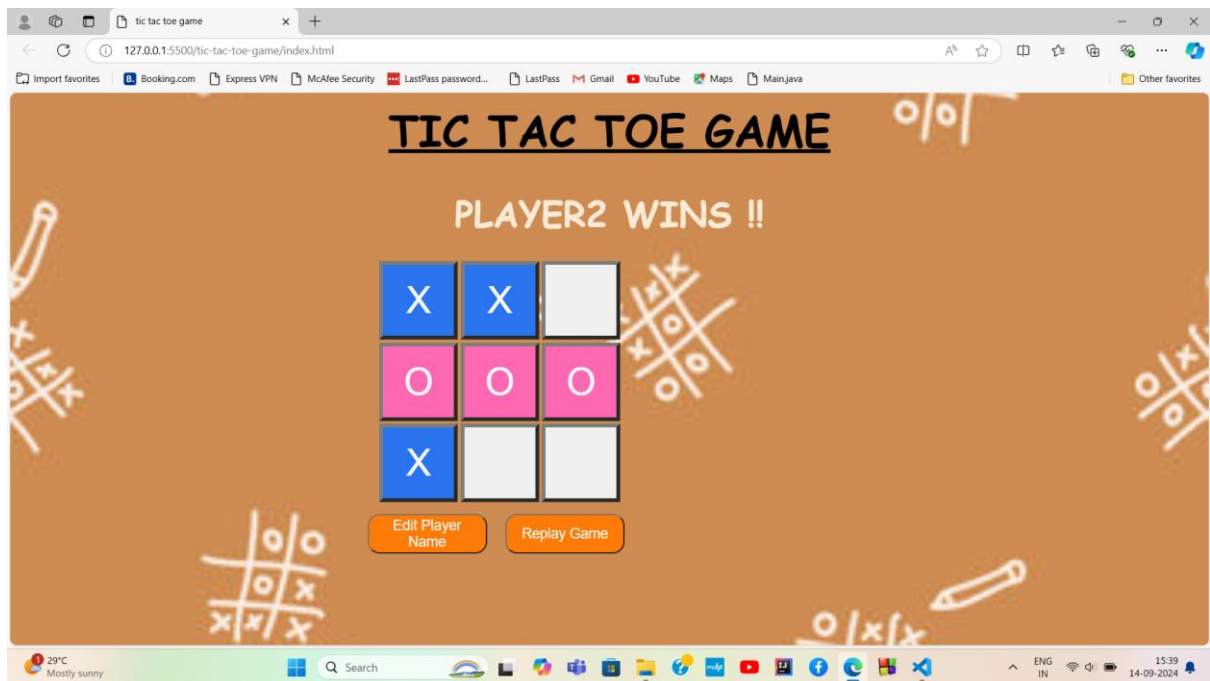 tic tac toe game
127.0.0.1:5500/tic-tac-toe-game/index.html
Import favorites
Booking.com
Express VPN
McAfee Security
LastPass password...
LastPass
Gmail
YouTube
Maps
Main.java
Other favorites
TIC TAC TOE GAME
PLAYER2 WINS !!
X X
O O O
X
Edit Player
Name
Replay Game
29°C
Mostly sunny
Search
ENG
IN
15:39
14-09-2024